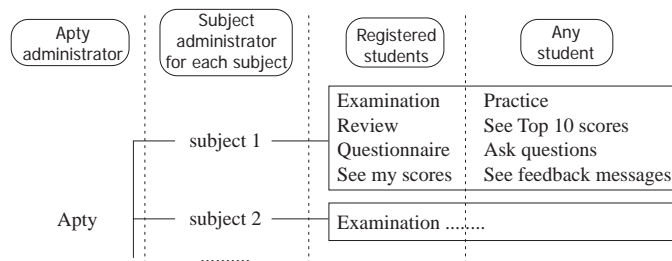 Apty
administrator
Subject
administrator
for each subject
Registered
students
Any
student
Examination Practice
Review See Top 10 scores
subject 1
Questionnaire Ask questions
See my scores See feedback messages
Apty
subject 2
Examination ........
..........